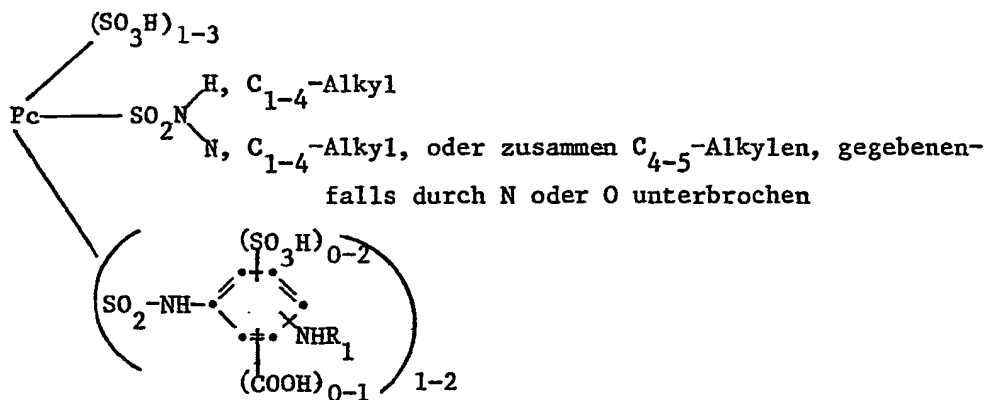 (SO3H)1-3
H, C1-4-Alkyl
Pc SO2N
N, C1-4-Alkyl, oder zusammen C4-5-Alkylen, gegebenen-
falls durch N oder O unterbrochen
(SO3H)0-2
SO2-NH-
NHR1
(COOH)0-1 1-2